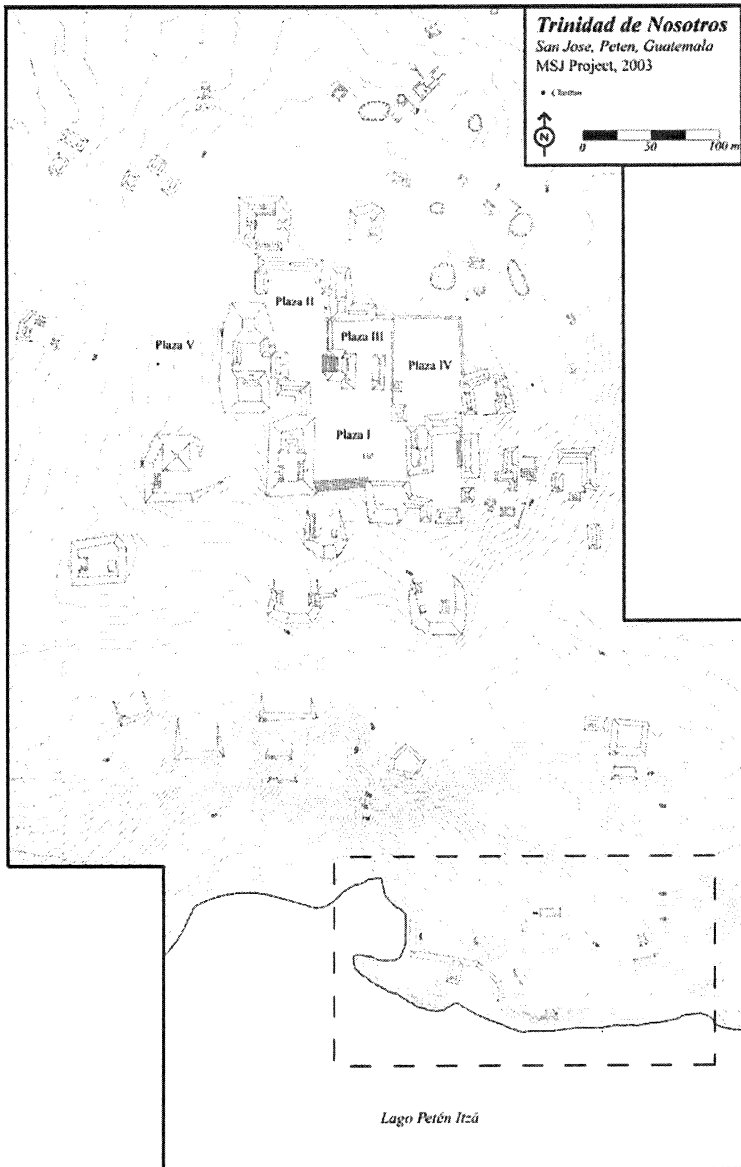 Trinidad de Nosotros
San Jose, Peten, Guatemala
MSJ Project, 2003
N
0 50 100 m
Plaza II
Plaza III
Plaza V
Plaza IV
Plaza I
Lago Petén Itzá